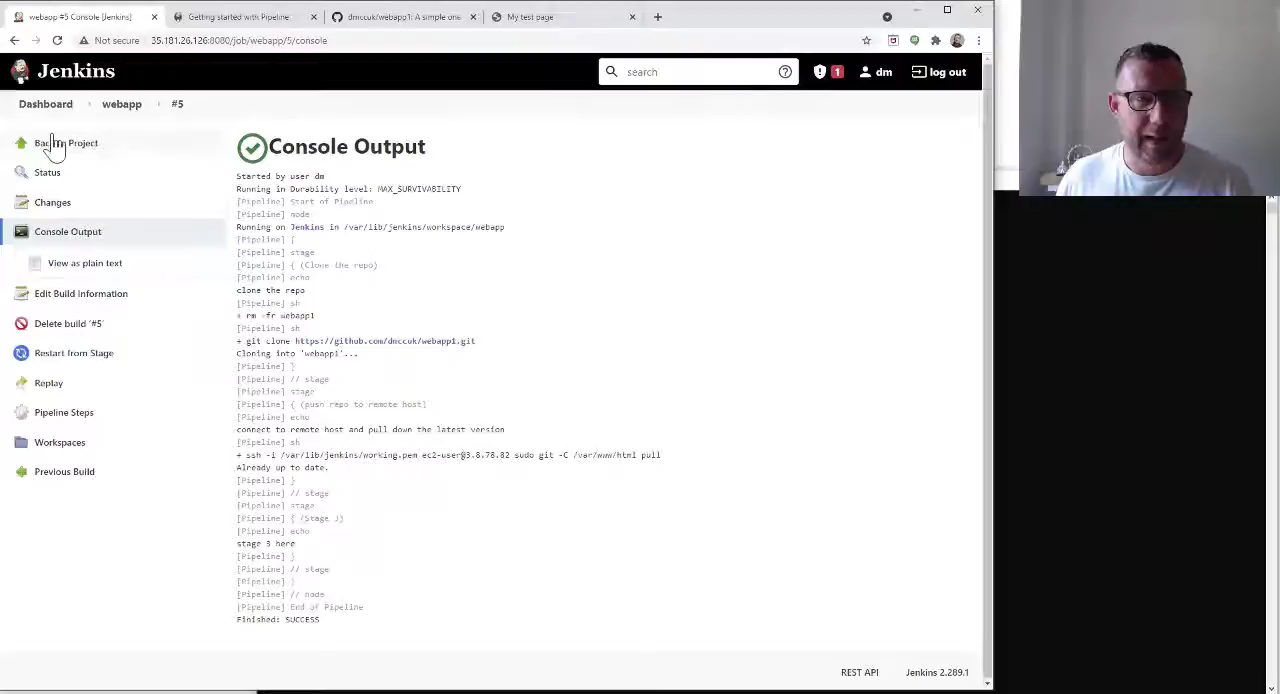 webapp #5 Console [Jenkins]
Getting started with Pipeline
dmccuk/webapp1: A simple one
My test page
Not secure
35.181.26.126:8080/job/webapp/5/console
Jenkins
search
1
dm
log out
Dashboard
webapp
#5
Back to Project
Status
Changes
Console Output
View as plain text
Edit Build Information
Delete build '#5'
Restart from Stage
Replay
Pipeline Steps
Workspaces
Previous Build
Console Output
Started by user dm
Running in Durability level: MAX_SURVIVABILITY
[Pipeline] Start of Pipeline
[Pipeline] node
Running on Jenkins in /var/lib/jenkins/workspace/webapp
[Pipeline] {
[Pipeline] stage
[Pipeline] { (Clone the repo)
[Pipeline] echo
clone the repo
[Pipeline] sh
+ rm -fr webapp1
[Pipeline] sh
+ git clone https://github.com/dmccuk/webapp1.git
Cloning into 'webapp1'...
[Pipeline] }
[Pipeline] // stage
[Pipeline] stage
[Pipeline] { (push repo to remote host)
[Pipeline] echo
connect to remote host and pull down the latest version
[Pipeline] sh
+ ssh -i /var/lib/jenkins/working.pem ec2-user@3.8.78.82 sudo git -C /var/www/html pull
Already up to date.
[Pipeline] }
[Pipeline] // stage
[Pipeline] stage
[Pipeline] { (Stage 3)
[Pipeline] echo
stage 3 here
[Pipeline] }
[Pipeline] // stage
[Pipeline] }
[Pipeline] // node
[Pipeline] End of Pipeline
Finished: SUCCESS
REST API
Jenkins 2.289.1